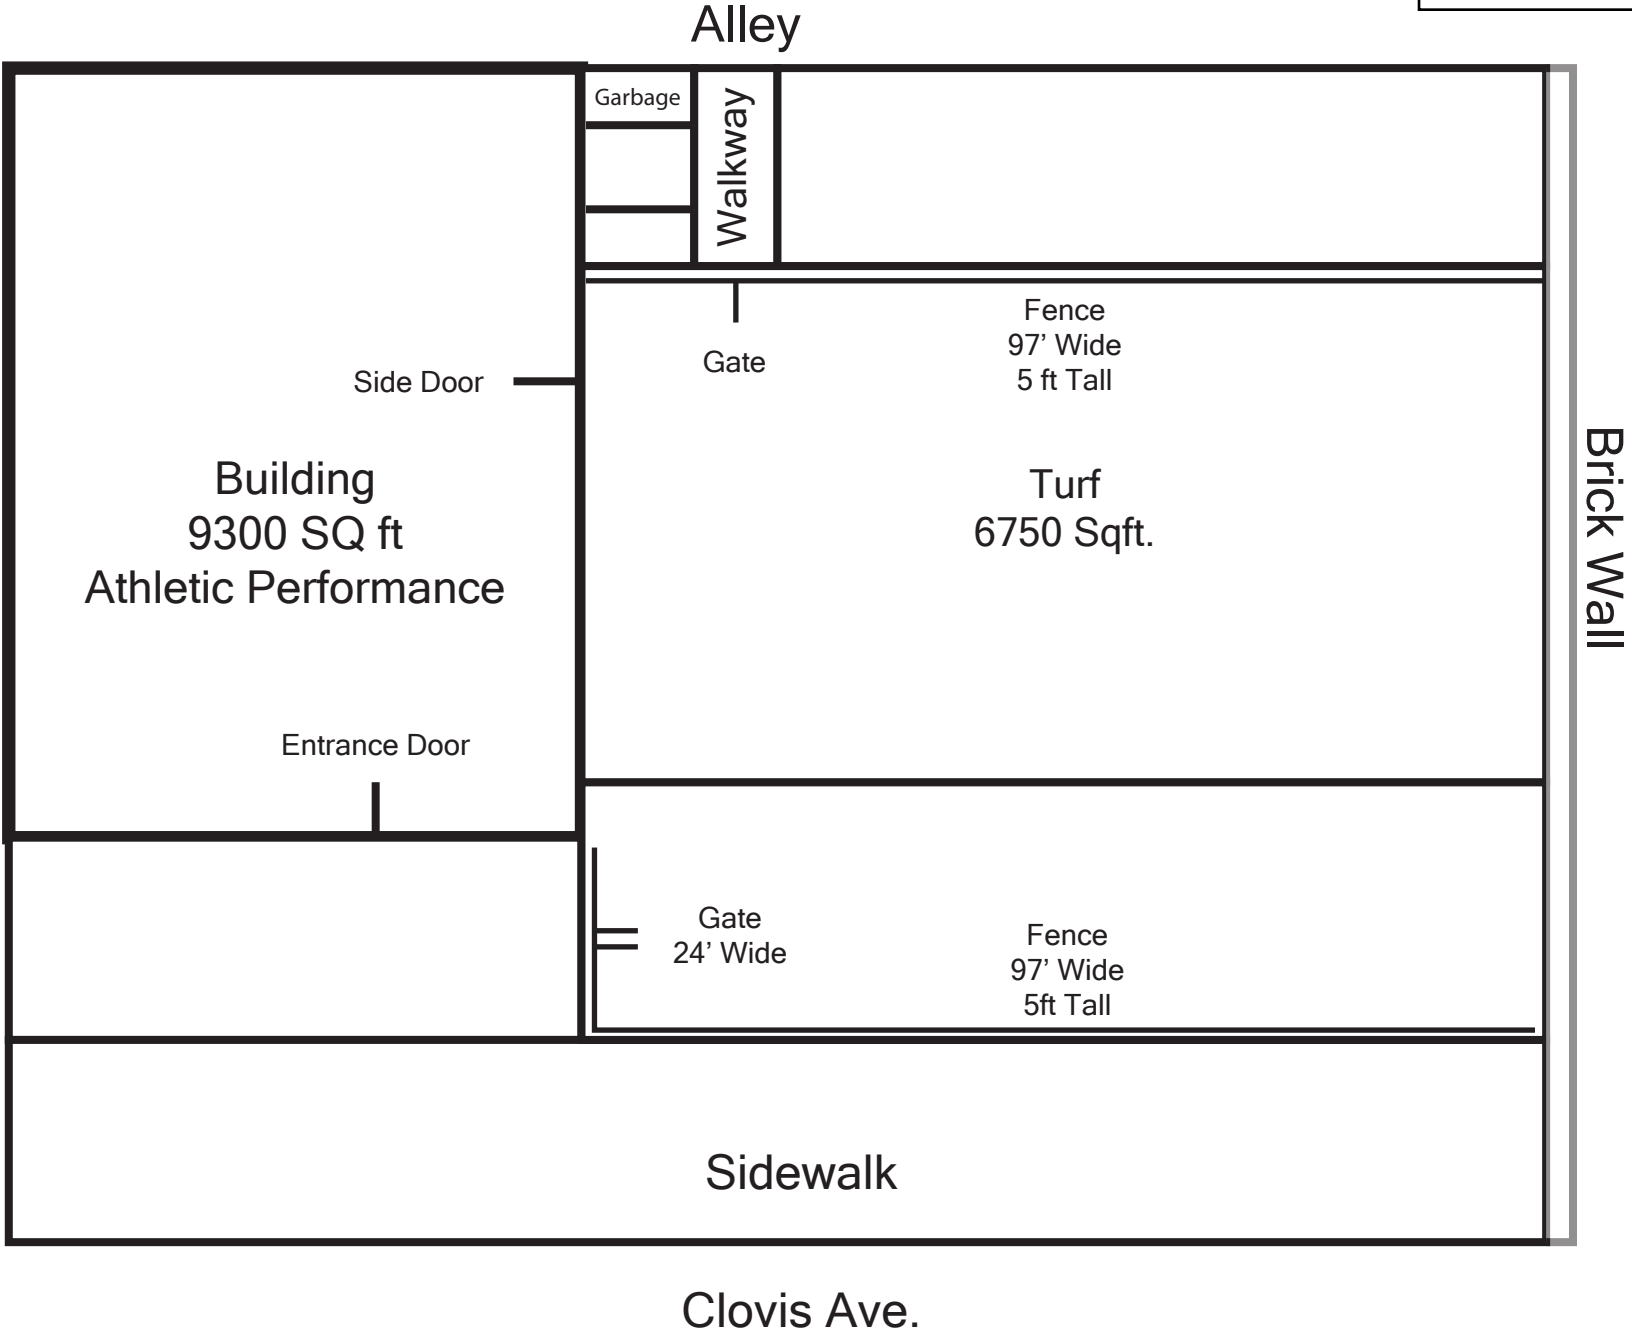 Alley
Garbage
Walkway
Fence
97’ Wide
5 ft Tall
Gate
Side Door
Building
9300 SQ ft
Athletic Performance
Turf
6750 Sqft.
Brick Wall
Entrance Door
Gate
24’ Wide
Fence
97’ Wide
5ft Tall
Sidewalk
Clovis Ave.